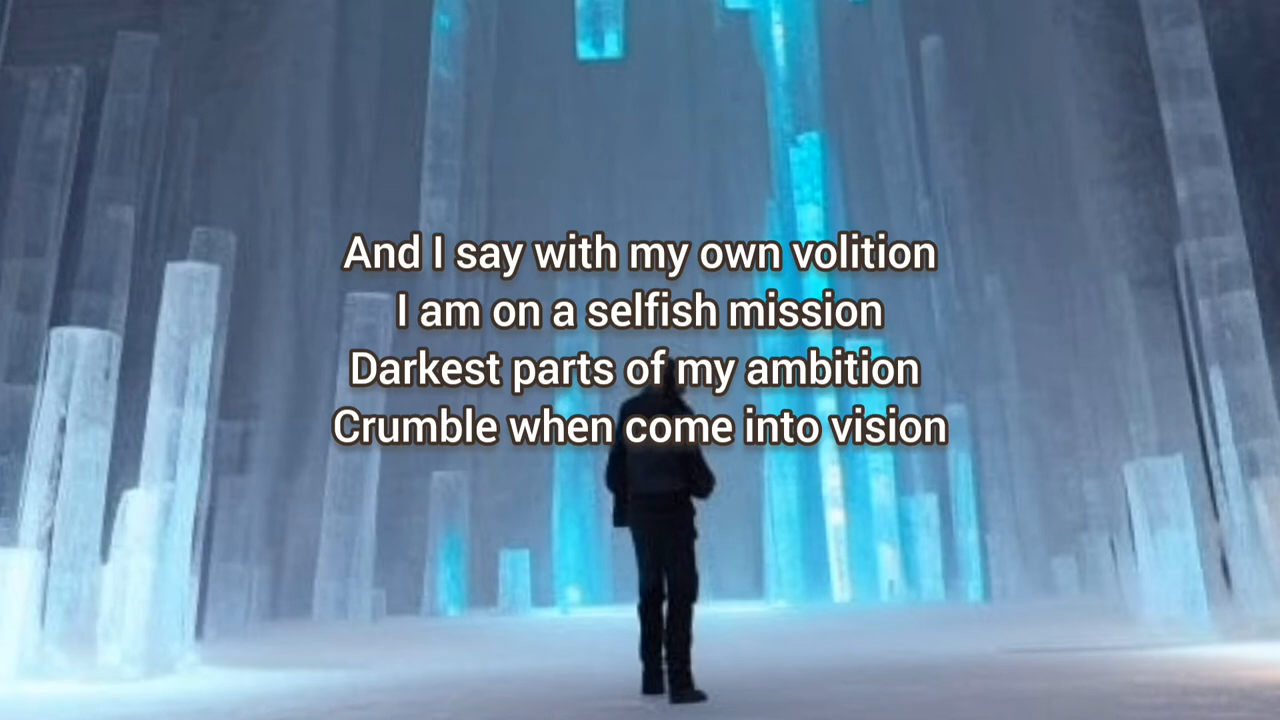 And I say with my own volition
I am on a selfish mission
Darkest parts of my ambition
Crumble when come into vision